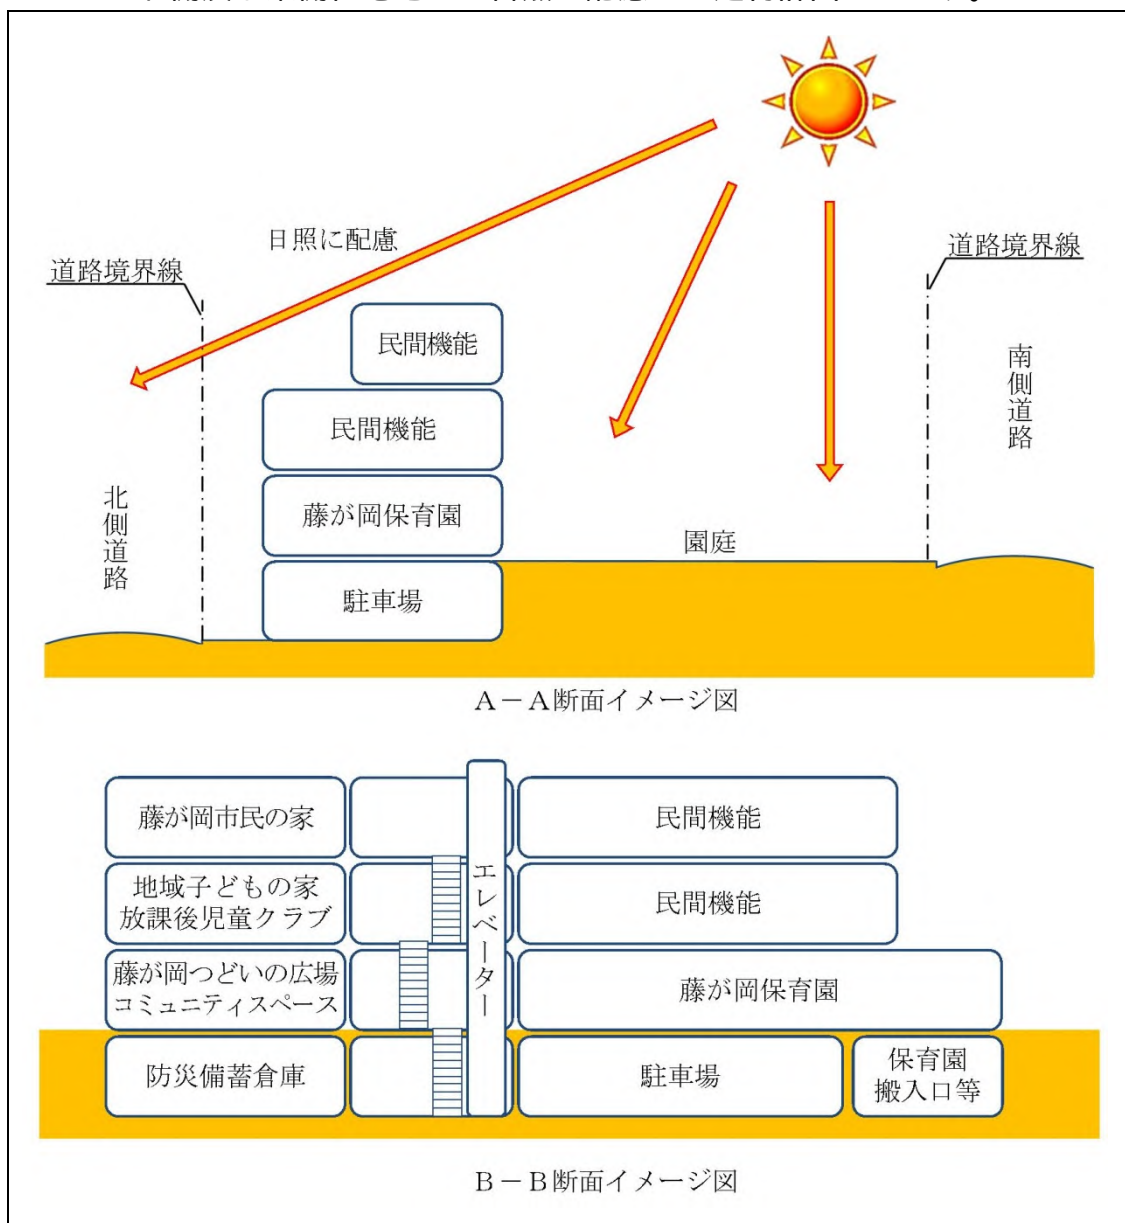 日照に配慮
道路境界線
道路境界線
民間機能
民間機能
南側道路
北側道路
藤が岡保育園
園庭
駐車場
A－A断面イメージ図
藤が岡市民の家
民間機能
エレベーター
地域子どもの家
放課後児童クラブ
民間機能
藤が岡つどいの広場
コミュニティスペース
藤が岡保育園
防災備蓄倉庫
駐車場
保育園
搬入口等
B－B断面イメージ図